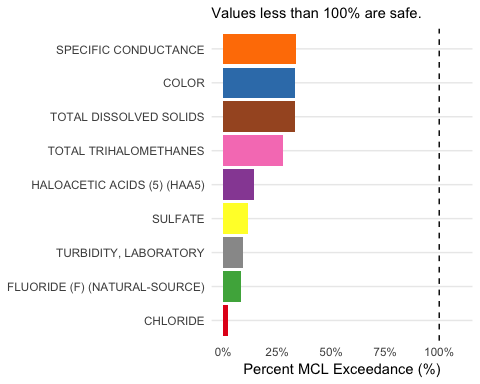 Values less than 100% are safe.
SPECIFIC CONDUCTANCE
COLOR
TOTAL DISSOLVED SOLIDS
TOTAL TRIHALOMETHANES
HALOACETIC ACIDS (5) (HAA5)
SULFATE
TURBIDITY, LABORATORY
FLUORIDE (F) (NATURAL-SOURCE)
CHLORIDE
0% 25% 50% 75% 100%
Percent MCL Exceedance (%)